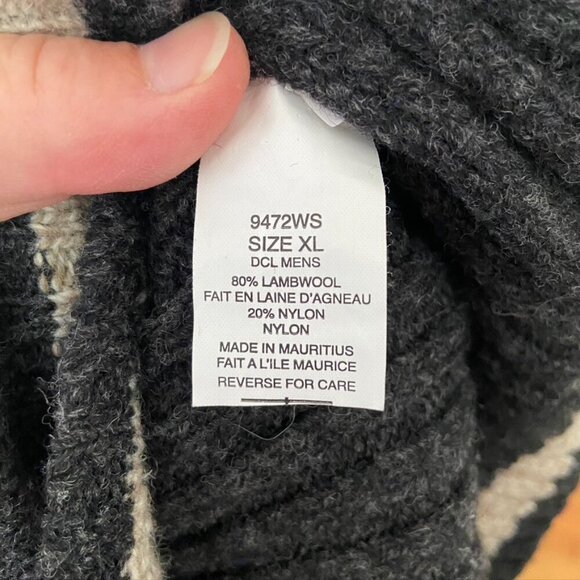 9472WS
SIZE XL
DCL MENS
80% LAMBWOOL
FAIT EN LAINE D'AGNEAU
20% NYLON
NYLON
MADE IN MAURITIUS
FAIT A L'ILE MAURICE
REVERSE FOR CARE